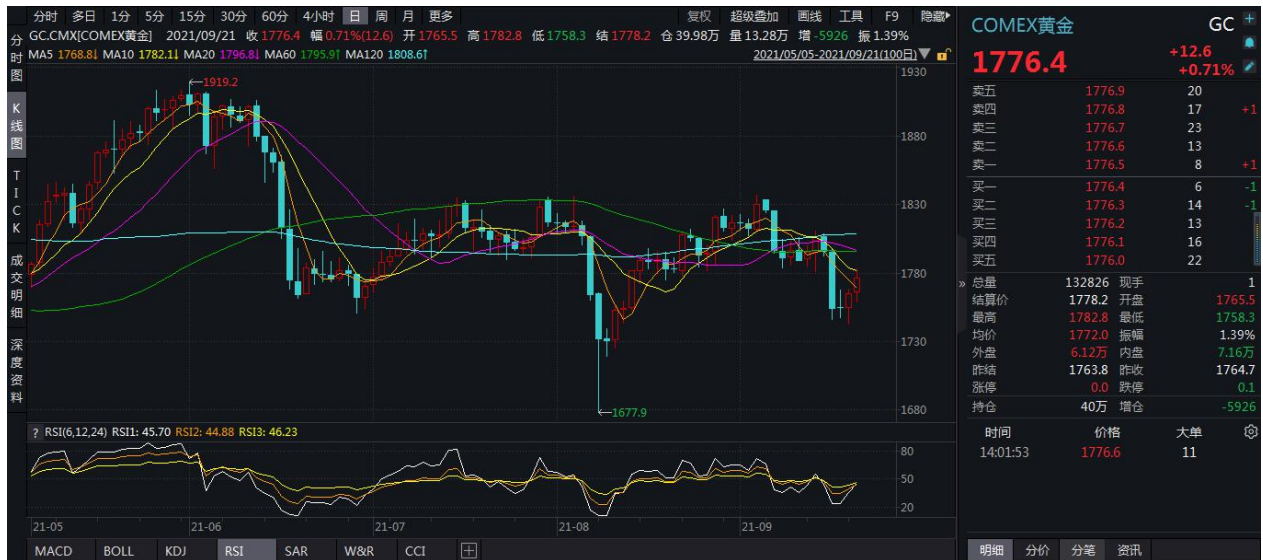 分时 多日 1分 5分 15分 30分 60分 4小时 日 周 月 更多 复权 超级叠加 画线 工具 F9 隐藏
GC.CMX[COMEX黄金] 2021/09/21 收1776.4 幅0.71%(12.6) 开1765.5 高1782.8 低1758.3 结1778.2 仓39.98万 量13.28万 增-5926 振1.39%
MA5 1768.8↓ MA10 1782.1↓ MA20 1796.8↓ MA60 1795.9↑ MA120 1808.6↑ 2021/05/05-2021/09/21(100日)
分时图
K线图
TICK
成交明细
深度资料
1930
1919.2
1880
1830
1780
1730
1680
1677.9
? RSI(6,12,24) RSI1: 45.70 RSI2: 44.88 RSI3: 46.23
80
50
20
21-05 21-06 21-07 21-08 21-09
MACD BOLL KDJ RSI SAR W&R CCI
COMEX黄金 GC
1776.4 +12.6
+0.71%
卖五 1776.9 20
卖四 1776.8 17 +1
卖三 1776.7 23
卖二 1776.6 13
卖一 1776.5 8 +1
买一 1776.4 6 -1
买二 1776.3 14 -1
买三 1776.2 13
买四 1776.1 16
买五 1776.0 22
总量 132826 现手 1
结算价 1778.2 开盘 1765.5
最高 1782.8 最低 1758.3
均价 1772.0 振幅 1.39%
外盘 6.12万 内盘 7.16万
昨结 1763.8 昨收 1764.7
涨停 0.0 跌停 0.1
持仓 40万 增仓 -5926
时间 价格 大单
14:01:53 1776.6 11
明细 分价 分笔 资讯